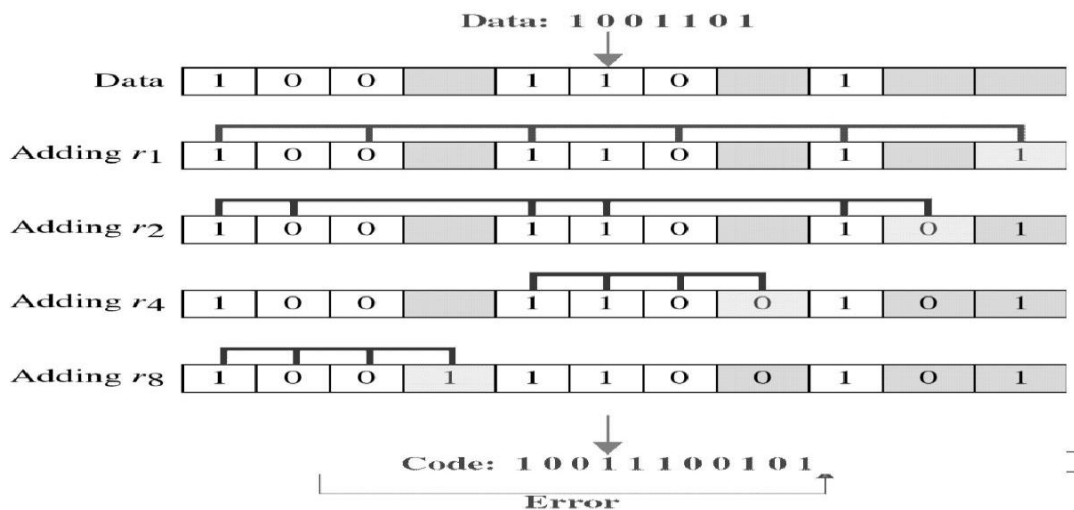 Data: 1 0 0 1 1 0 1
Data 1 0 0 1 1 0 1
Adding r1 1 0 0 1 1 0 1 1
Adding r2 1 0 0 1 1 0 1 0 1
Adding r4 1 0 0 1 1 0 0 1 0 1
Adding r8 1 0 0 1 1 1 0 0 1 0 1
Code: 1 0 0 1 1 1 0 0 1 0 1
Error